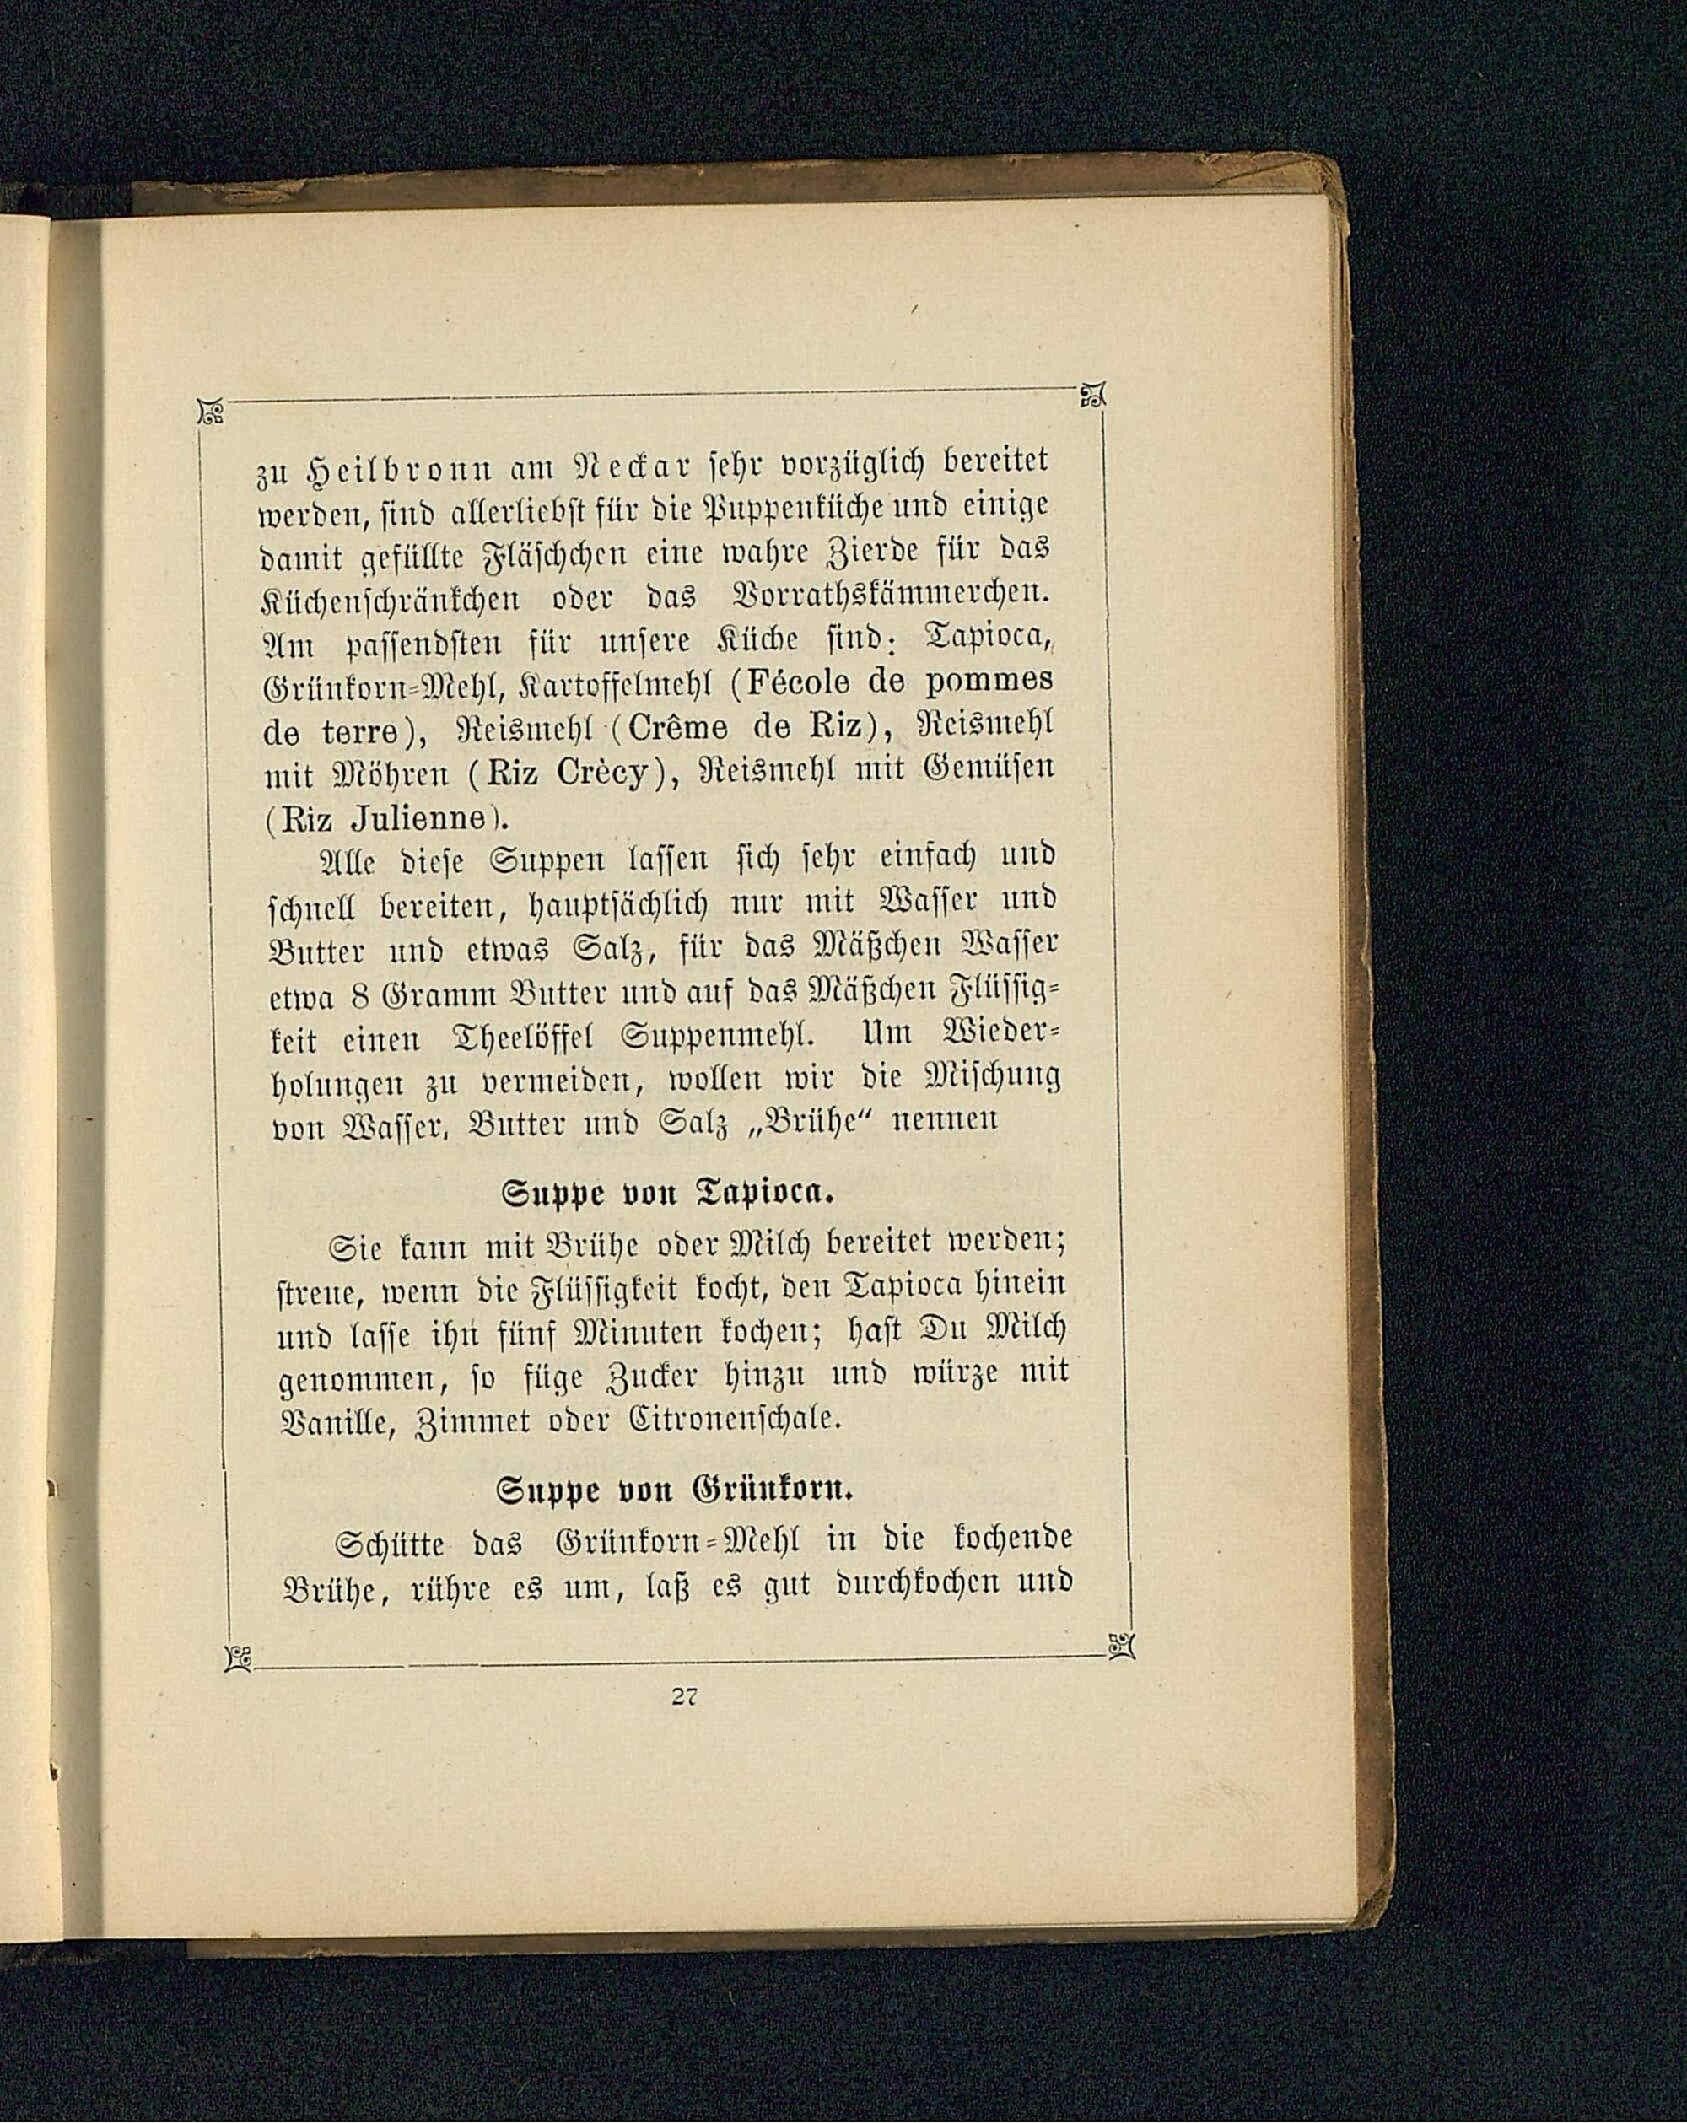 zu Heilbronn am Neckar sehr vorzüglich bereitet
werden, sind allerliebst für die Puppenküche und einige
damit gefüllte Fläschchen eine wahre Zierde für das
Küchenschränkchen oder das Vorrathskämmerchen.
Am passendsten für unsere Küche sind: Tapioca,
Grünkorn-Mehl, Kartoffelmehl (Fécole de pommes
de terre), Reismehl (Crême de Riz), Reismehl
mit Möhren (Riz Crècy), Reismehl mit Gemüsen
(Riz Julienne).
Alle diese Suppen lassen sich sehr einfach und
schnell bereiten, hauptsächlich nur mit Wasser und
Butter und etwas Salz, für das Mäßchen Wasser
etwa 8 Gramm Butter und auf das Mäßchen Flüssig-
keit einen Theelöffel Suppenmehl. Um Wieder-
holungen zu vermeiden, wollen wir die Mischung
von Wasser, Butter und Salz „Brühe“ nennen
Suppe von Tapioca.
Sie kann mit Brühe oder Milch bereitet werden;
streue, wenn die Flüssigkeit kocht, den Tapioca hinein
und lasse ihn fünf Minuten kochen; hast Du Milch
genommen, so füge Zucker hinzu und würze mit
Vanille, Zimmet oder Citronenschale.
Suppe von Grünkorn.
Schütte das Grünkorn-Mehl in die kochende
Brühe, rühre es um, laß es gut durchkochen und
27